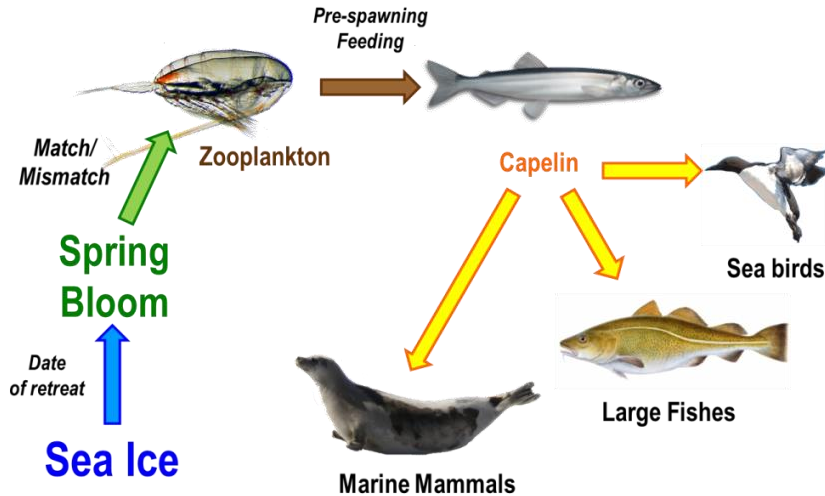 Pre-spawning
Feeding
Match/
Mismatch
Zooplankton
Capelin
Spring
Bloom
Sea birds
Date
of retreat
Large Fishes
Sea Ice
Marine Mammals